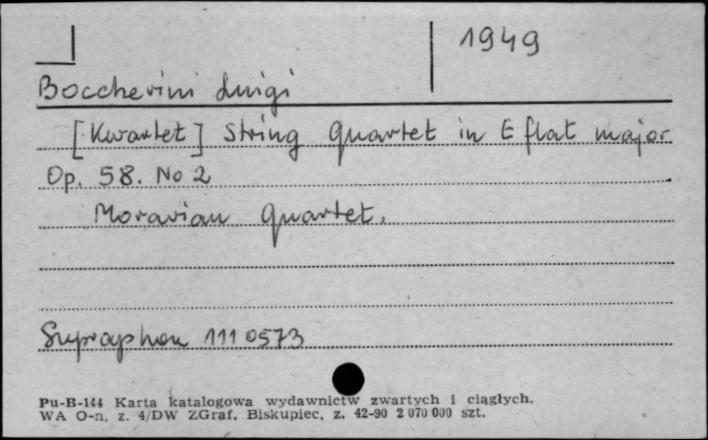 1949
Boccherini Luigi
[Kwartet] String Quartet in E flat major
Op. 58. No 2
Moravian Quartet.
Supraphon 111 0573
Pu-B-144 Karta katalogowa wydawnictw zwartych i ciągłych.
WA O-n, z. 4/DW ZGraf. Biskupiec, z. 42-90 2 070 000 szt.